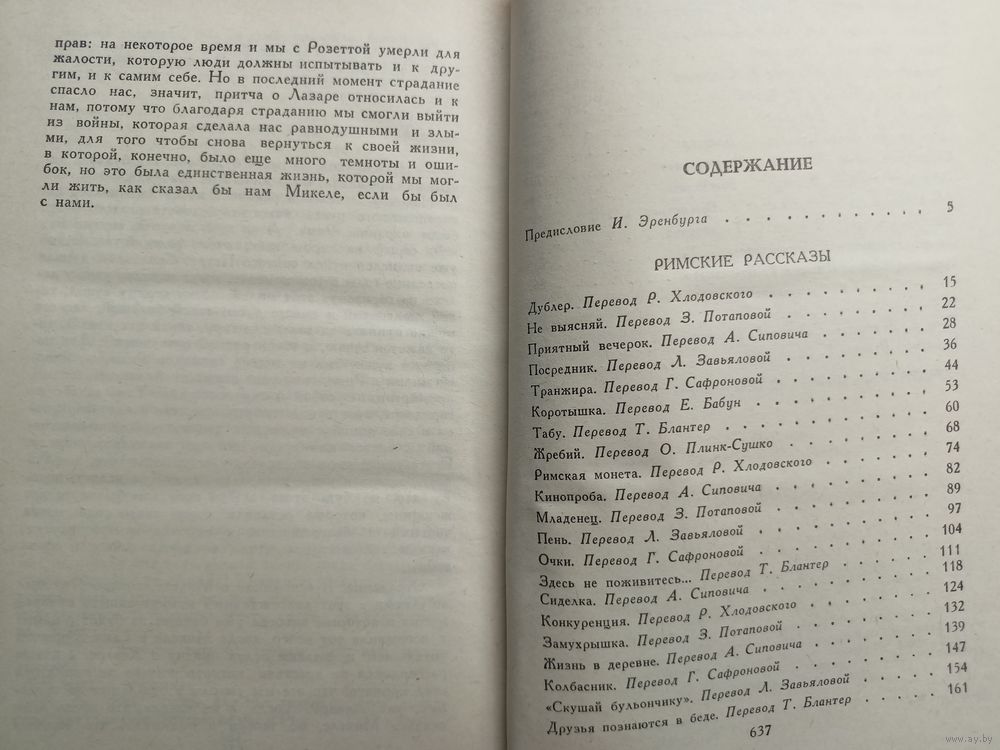 прав: на некоторое время и мы с Розеттой умерли для
жалости, которую люди должны испытывать и к дру-
гим, и к самим себе. Но в последний момент страдание
спасло нас, значит, притча о Лазаре относилась и к
нам, потому что благодаря страданию мы смогли выйти
из войны, которая сделала нас равнодушными и злы-
ми, для того чтобы снова вернуться к своей жизни,
в которой, конечно, было еще много темноты и оши-
бок, но это была единственная жизнь, которой мы мог-
ли жить, как сказал бы нам Микеле, если бы был
с нами.
СОДЕРЖАНИЕ
Предисловие И. Эренбурга . . . . . . . . . . . . 5
РИМСКИЕ РАССКАЗЫ
Дублер. Перевод Р. Хлодовского . . . . . . . . . 15
Не выясняй. Перевод З. Потаповой . . . . . . . . 22
Приятный вечерок. Перевод А. Сиповича . . . . . . 28
Посредник. Перевод Л. Завьяловой . . . . . . . . 36
Транжира. Перевод Г. Сафроновой . . . . . . . . 44
Коротышка. Перевод Е. Бабун . . . . . . . . . . 53
Табу. Перевод Т. Блантер . . . . . . . . . . . 60
Жребий. Перевод О. Плинк-Сушко . . . . . . . . 68
Римская монета. Перевод Р. Хлодовского . . . . . . 74
Кинопроба. Перевод А. Сиповича . . . . . . . . . 82
Младенец. Перевод З. Потаповой . . . . . . . . . 89
Пень. Перевод Л. Завьяловой . . . . . . . . . . 97
Очки. Перевод Г. Сафроновой . . . . . . . . . . 104
Здесь не поживитесь... Перевод Т. Блантер . . . . . 111
Сиделка. Перевод А. Сиповича . . . . . . . . . . 118
Конкуренция. Перевод Р. Хлодовского . . . . . . . 124
Замухрышка. Перевод З. Потаповой . . . . . . . . 132
Жизнь в деревне. Перевод А. Сиповича . . . . . . . 139
Колбасник. Перевод Г. Сафроновой . . . . . . . . 147
«Скушай бульончику». Перевод Л. Завьяловой . . . . . 154
Друзья познаются в беде. Перевод Т. Блантер . . . . . 161
637
www.ay.by